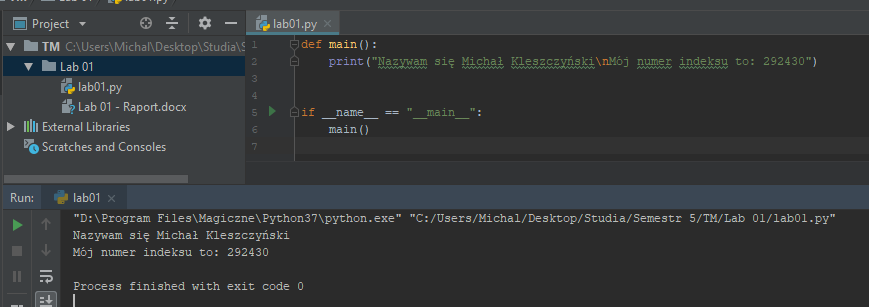 Project
TM C:\Users\Michal\Desktop\Studia\S
Lab 01
lab01.py
Lab 01 - Raport.docx
External Libraries
Scratches and Consoles
lab01.py
1 def main():
2 print("Nazywam się Michał Kleszczyński\nMój numer indeksu to: 292430")
3
4
5 if __name__ == "__main__":
6 main()
7
Run: lab01
"D:\Program Files\Magiczne\Python37\python.exe" "C:/Users/Michal/Desktop/Studia/Semestr 5/TM/Lab 01/lab01.py"
Nazywam się Michał Kleszczyński
Mój numer indeksu to: 292430
Process finished with exit code 0